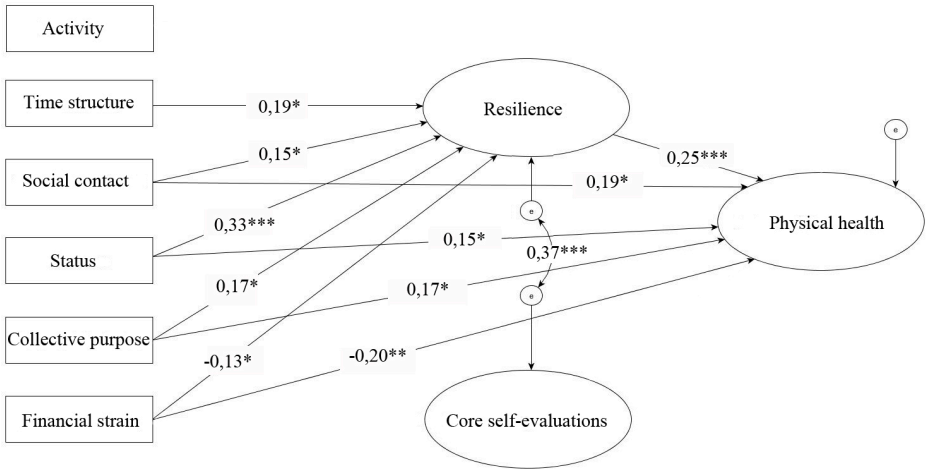 Activity
Time structure
0,19*
Resilience
e
0,15*
0,25***
Social contact
0,19*
e
0,33***
Physical health
Status
0,15*
0,37***
0,17*
0,17*
e
Collective purpose
-0,13*
-0,20**
Financial strain
Core self-evaluations